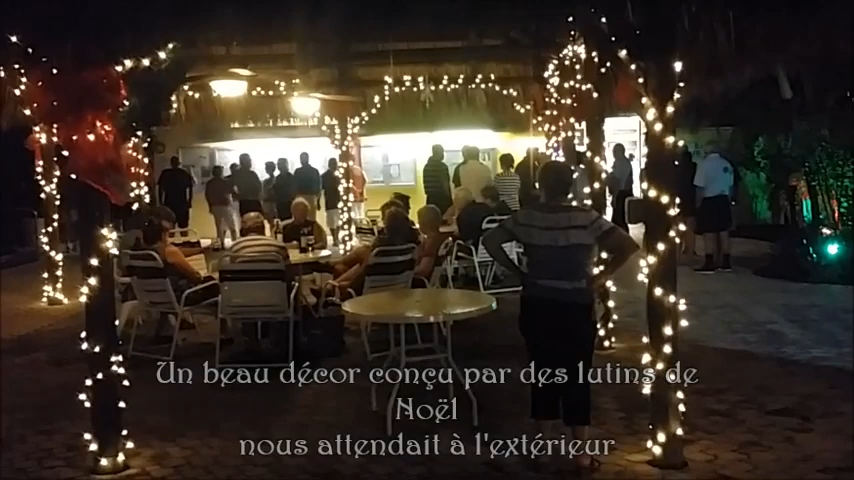 Un beau décor conçu par des lutins de
Noël
nous attendait à l'extérieur